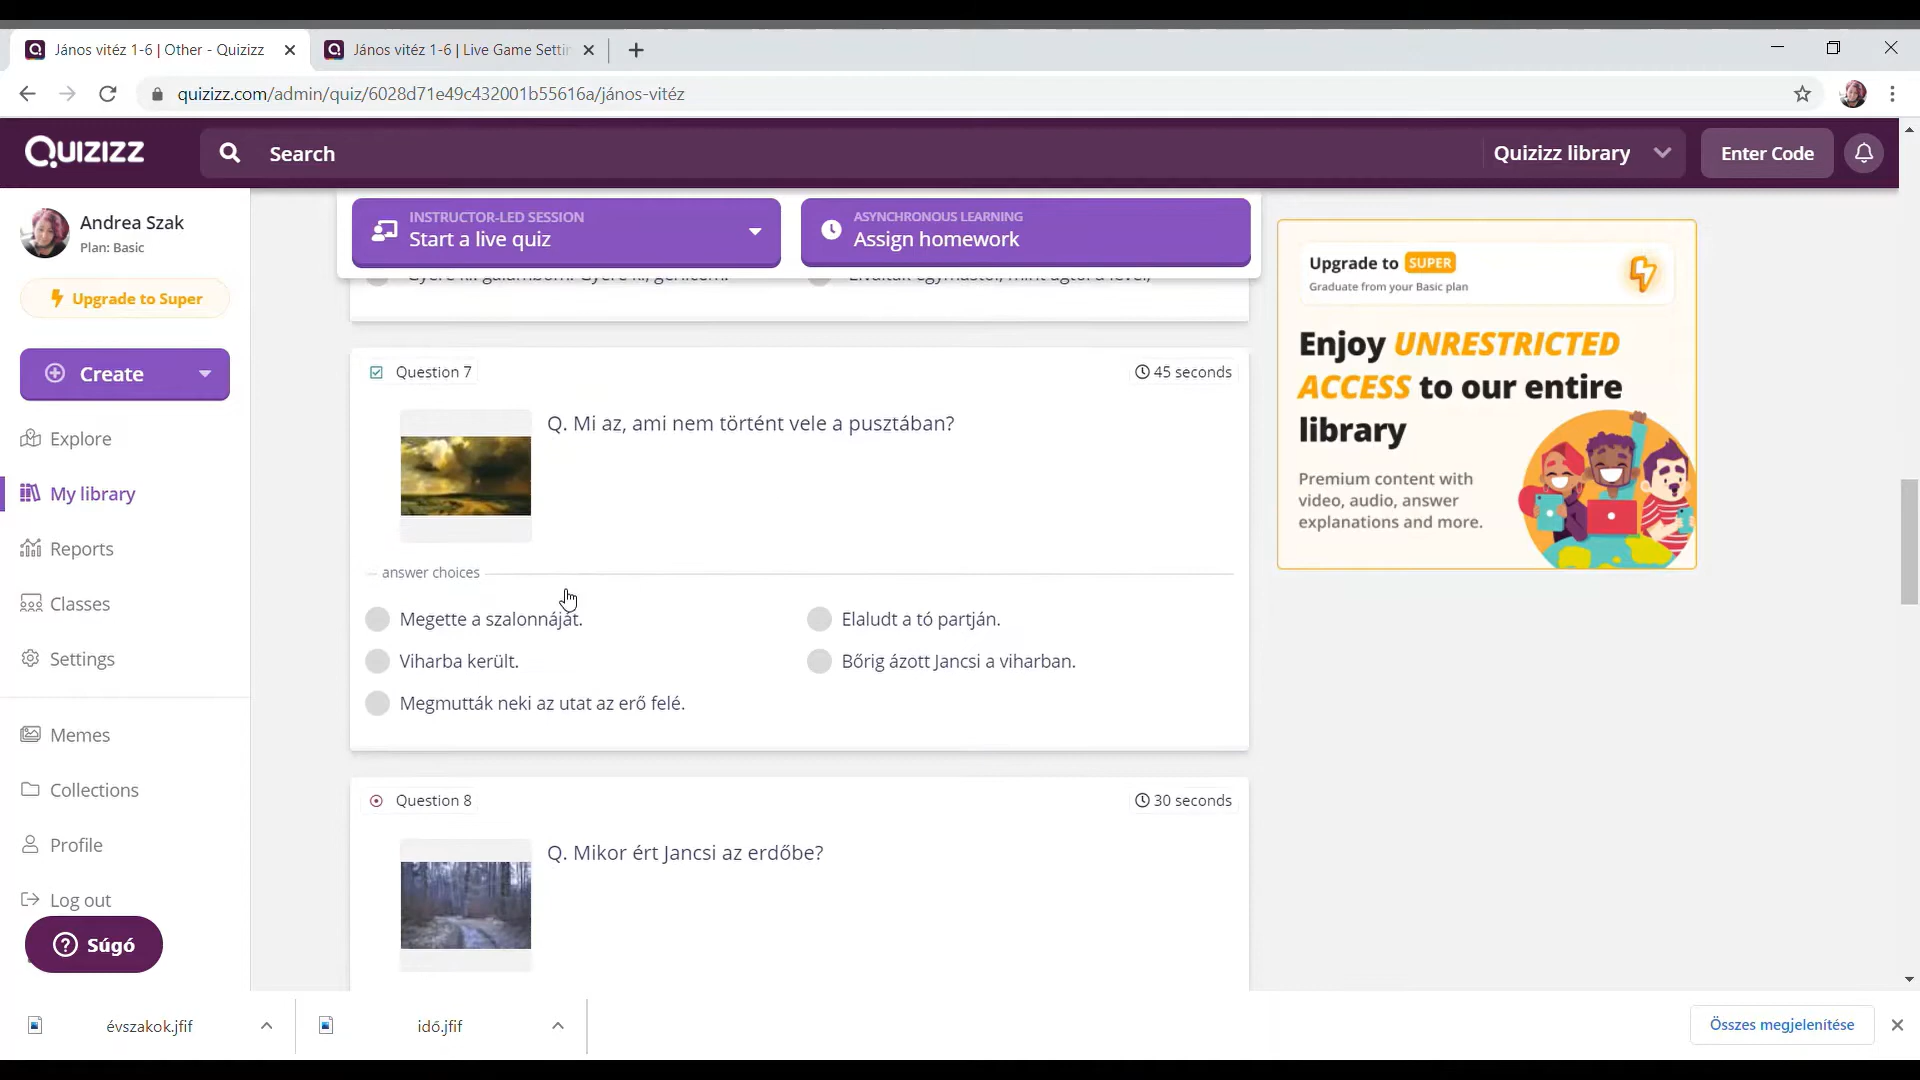 János vitéz 1-6 | Other - Quizizz
János vitéz 1-6 | Live Game Settin
quizizz.com/admin/quiz/6028d71e49c432001b55616a/jános-vitéz
Quizizz
Search
Quizizz library
Enter Code
Andrea Szak
Plan: Basic
Upgrade to Super
Create
Explore
My library
Reports
Classes
Settings
Memes
Collections
Profile
Log out
Súgó
INSTRUCTOR-LED SESSION
Start a live quiz
ASYNCHRONOUS LEARNING
Assign homework
Question 7
45 seconds
Q. Mi az, ami nem történt vele a pusztában?
answer choices
Megette a szalonnáját.
Elaludt a tó partján.
Viharba került.
Bőrig ázott Jancsi a viharban.
Megmutták neki az utat az erő felé.
Question 8
30 seconds
Q. Mikor ért Jancsi az erdőbe?
Upgrade to SUPER
Graduate from your Basic plan
Enjoy UNRESTRICTED
ACCESS to our entire
library
Premium content with
video, audio, answer
explanations and more.
évszakok.jfif
idő.jfif
Összes megjelenítése